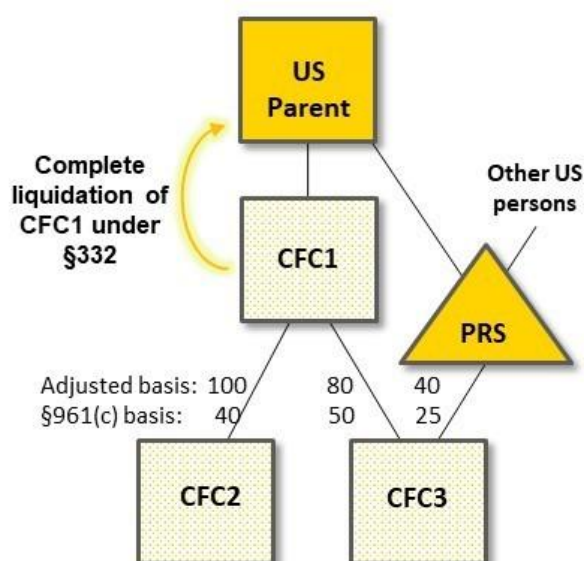 US
Parent
Complete
liquidation of
CFC1 under
§332
Other US
persons
CFC1
PRS
Adjusted basis: 100 80 40
§961(c) basis: 40 50 25
CFC2
CFC3